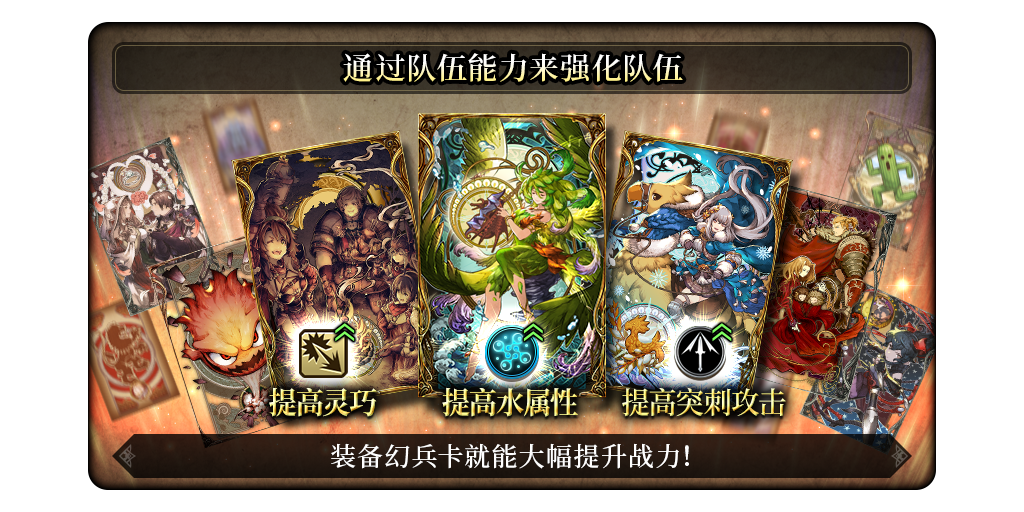 通过队伍能力来强化队伍
提高灵巧
提高水属性
提高突刺攻击
装备幻兵卡就能大幅提升战力!